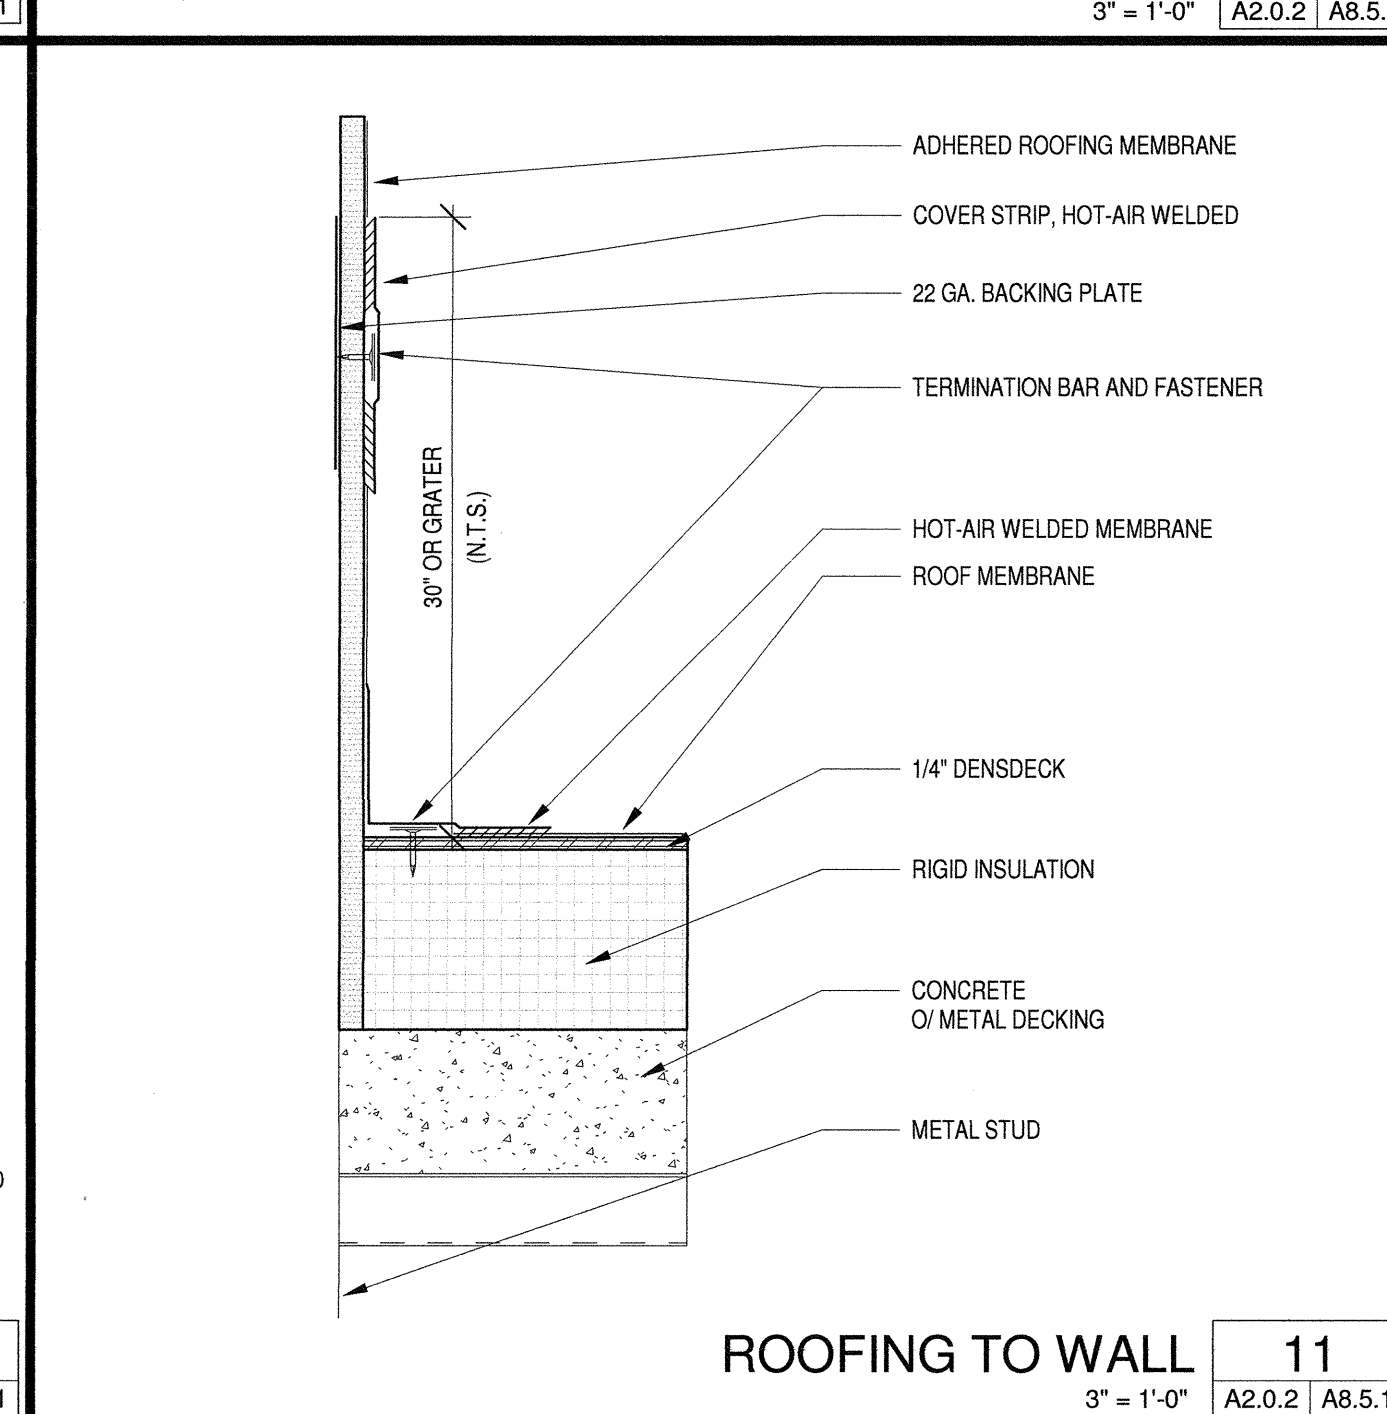 3" = 1'-0" A2.0.2 A8.5.
ADHERED ROOFING MEMBRANE
COVER STRIP, HOT-AIR WELDED
22 GA. BACKING PLATE
TERMINATION BAR AND FASTENER
30" OR GRATER
(N.T.S.)
HOT-AIR WELDED MEMBRANE
ROOF MEMBRANE
1/4" DENSDECK
RIGID INSULATION
CONCRETE
O/ METAL DECKING
METAL STUD
ROOFING TO WALL 11
3" = 1'-0" A2.0.2 A8.5.1